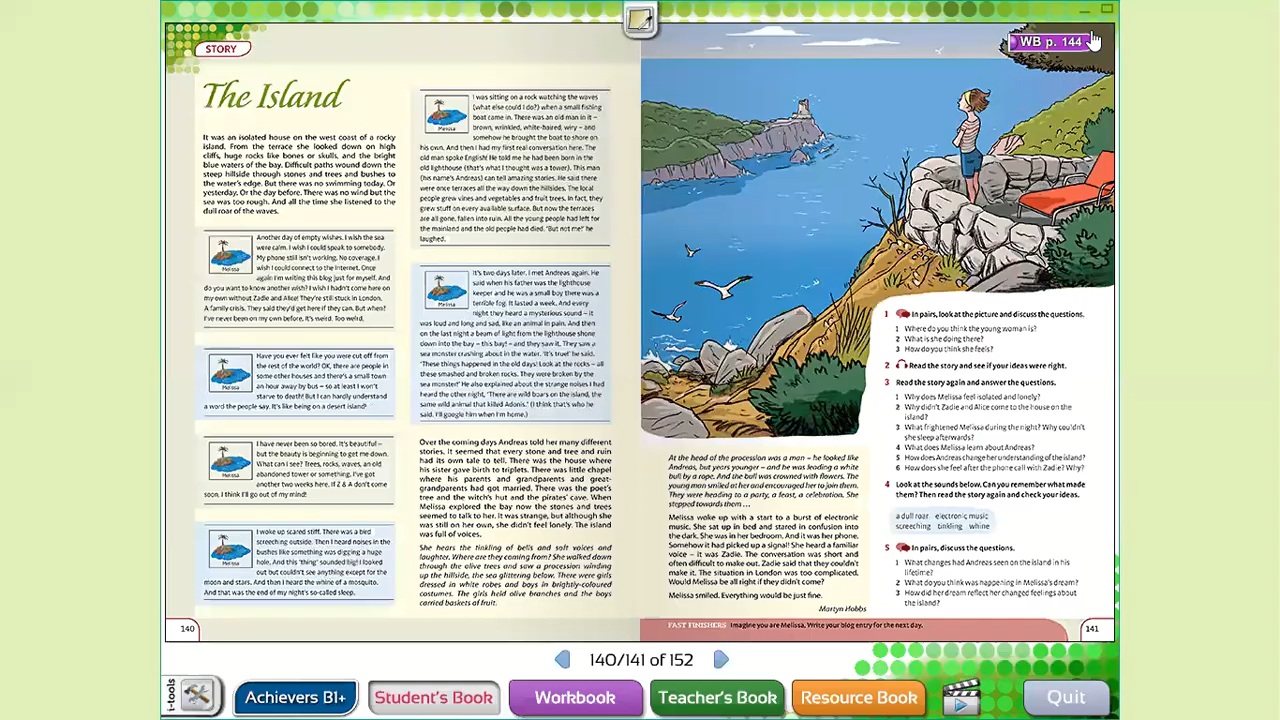 WB p. 144
STORY
The Island
It was an isolated house on the west coast of a rocky
island. From the terrace she looked down on high
cliffs, huge rocks like bones or skulls, and the bright
blue waters of the bay. Difficult paths wound down the
steep hillside through stones and trees and bushes to
the water's edge. But there was no swimming today. Or
yesterday. Or the day before. There was no wind but the
sea was too rough. And all the time she listened to the
dull roar of the waves.
Melissa
Another day of empty wishes. I wish the sea
were calm. I wish I could speak to somebody.
My phone still isn't working. No coverage. I
wish I could connect to the Internet. Once
again I'm writing this blog just for myself. And
do you want to know another wish? I wish I hadn't come here on
my own without Zadie and Alice! They're still stuck in London.
A family crisis. They said they'd get here if they can. But when?
I've never been on my own before. It's weird. Too weird.
Melissa
Have you ever felt like you were cut off from
the rest of the world? OK, there are people in
some other houses and there's a small town
an hour away by bus – so at least I won't
starve to death! But I can hardly understand
a word the people say. It's like being on a desert island!
Melissa
I have never been so bored. It's beautiful –
but the beauty is beginning to get me down.
What can I see? Trees, rocks, waves, an old
abandoned tower or something. I've got
another two weeks here. If Z & A don't come
soon, I think I'll go out of my mind!
Melissa
I woke up scared stiff. There was a bird
screeching outside. Then I heard noises in the
bushes like something was digging a huge
hole. And this 'thing' sounded big! I looked
out but couldn't see anything except for the
moon and stars. And then I heard the whine of a mosquito.
And that was the end of my night's so-called sleep.
Melissa
I was sitting on a rock watching the waves
(what else could I do?) when a small fishing
boat came in. There was an old man in it –
brown, wrinkled, white-haired, wiry – and
somehow he brought the boat to shore on
his own. And then I had my first real conversation here. The
old man spoke English! He told me he had been born in the
old lighthouse (that's what I thought was a tower). This man
(his name's Andreas) can tell amazing stories. He said there
were once terraces all the way down the hillsides. The local
people grew vines and vegetables and fruit trees. In fact, they
grew stuff on every available surface. But now the terraces
are all gone, fallen into ruin. All the young people had left for
the mainland and the old people had died. 'But not me!' he
laughed.
Melissa
It's two days later. I met Andreas again. He
said when his father was the lighthouse
keeper and he was a small boy there was a
terrible fog. It lasted a week. And every
night they heard a mysterious sound – it
was loud and long and sad, like an animal in pain. And then
on the last night a beam of light from the lighthouse shone
down into the bay – this bay! – and they saw it. They saw a
sea monster crashing about in the water. 'It's true!' he said.
'These things happened in the old days! Look at the rocks – all
these smashed and broken rocks. They were broken by the
sea monster!' He also explained about the strange noises I had
heard the other night. 'There are wild boars on the island, the
same wild animal that killed Adonis.' (I think that's who he
said. I'll google him when I'm home.)
Over the coming days Andreas told her many different
stories. It seemed that every stone and tree and ruin
had its own tale to tell. There was the house where
his sister gave birth to triplets. There was little chapel
where his parents and grandparents and great-
grandparents had got married. There was the poet's
tree and the witch's hut and the pirates' cave. When
Melissa explored the bay now the stones and trees
seemed to talk to her. It was strange, but although she
was still on her own, she didn't feel lonely. The island
was full of voices.
She hears the tinkling of bells and soft voices and
laughter. Where are they coming from? She walked down
through the olive trees and saw a procession winding
up the hillside, the sea glittering below. There were girls
dressed in white robes and boys in brightly-coloured
costumes. The girls held olive branches and the boys
carried baskets of fruit.
At the head of the procession was a man – he looked like
Andreas, but years younger – and he was leading a white
bull by a rope. And the bull was crowned with flowers. The
young man smiled at her and encouraged her to join them.
They were heading to a party, a feast, a celebration. She
stepped towards them …
Melissa woke up with a start to a burst of electronic
music. She sat up in bed and stared in confusion into
the dark. She was in her bedroom. And it was her phone.
Somehow it had picked up a signal! She heard a familiar
voice – it was Zadie. The conversation was short and
often difficult to make out. Zadie said that they couldn't
make it. The situation in London was too complicated.
Would Melissa be all right if they didn't come?
Melissa smiled. Everything would be just fine.
Martyn Hobbs
1 In pairs, look at the picture and discuss the questions.
1 Where do you think the young woman is?
2 What is she doing there?
3 How do you think she feels?
2 Read the story and see if your ideas were right.
3 Read the story again and answer the questions.
1 Why does Melissa feel isolated and lonely?
2 Why didn't Zadie and Alice come to the house on the
island?
3 What frightened Melissa during the night? Why couldn't
she sleep afterwards?
4 What does Melissa learn about Andreas?
5 How does Andreas change her understanding of the island?
6 How does she feel after the phone call with Zadie? Why?
4 Look at the sounds below. Can you remember what made
them? Then read the story again and check your ideas.
a dull roar electronic music
screeching tinkling whine
5 In pairs, discuss the questions.
1 What changes had Andreas seen on the island in his
lifetime?
2 What do you think was happening in Melissa's dream?
3 How did her dream reflect her changed feelings about
the island?
FAST FINISHERS Imagine you are Melissa. Write your blog entry for the next day.
140
141
140/141 of 152
i-tools
Achievers B1+
Student's Book
Workbook
Teacher's Book
Resource Book
Quit